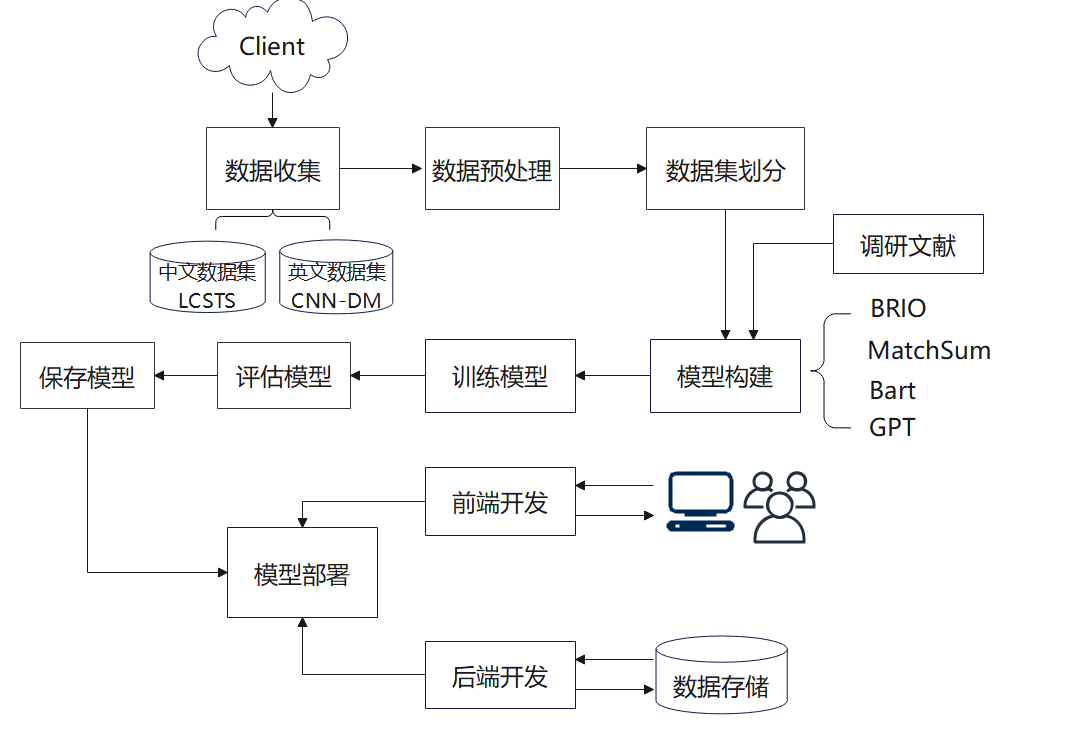 Client
数据收集
数据预处理
数据集划分
调研文献
中文数据集
LCSTS
英文数据集
CNN-DM
BRIO
MatchSum
Bart
GPT
保存模型
评估模型
训练模型
模型构建
前端开发
模型部署
后端开发
数据存储